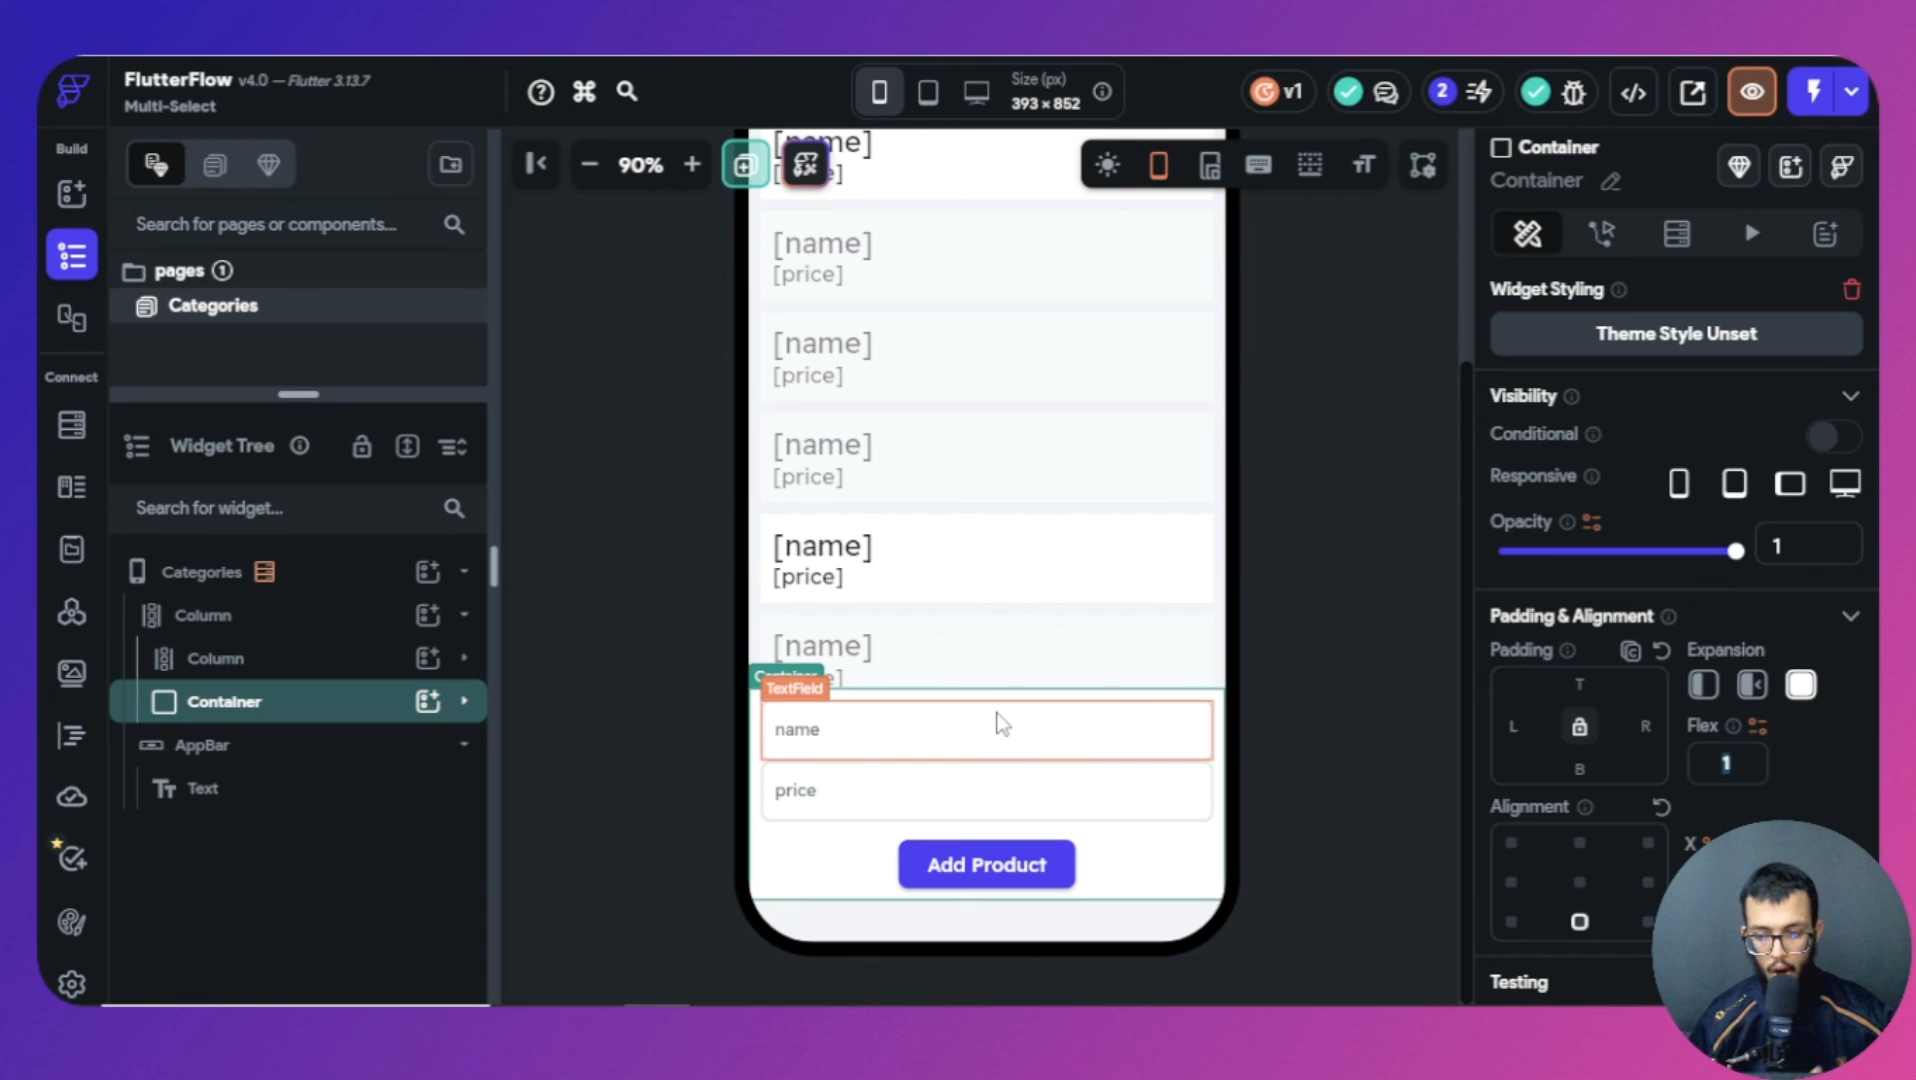 FlutterFlow v4.0 — Flutter 3.13.7
Multi-Select
Size (px)
393 × 852
v1
2
Build
Search for pages or components...
pages 1
Categories
Connect
Widget Tree
Search for widget...
Categories
Column
Column
Container
AppBar
Text
90%
[name]
[name]
[price]
[name]
[price]
[name]
[price]
[name]
[price]
[name]
TextField
name
price
Add Product
Container
Container
Widget Styling
Theme Style Unset
Visibility
Conditional
Responsive
Opacity
1
Padding & Alignment
Padding
Expansion
T
L
R
B
Flex
1
Alignment
X
Testing